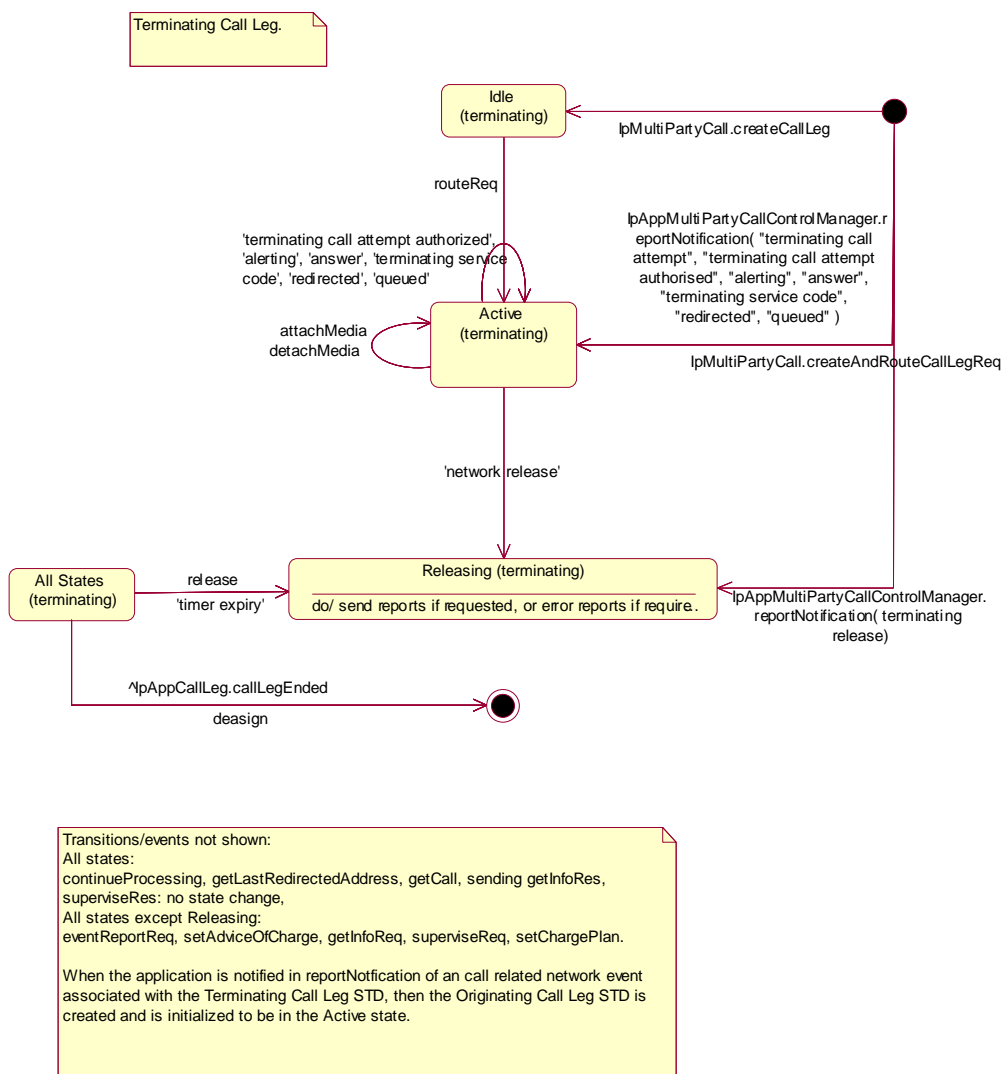 Terminating Call Leg.
Idle
(terminating)
IpMultiPartyCall.createCallLeg
routeReq
IpAppMultiPartyCallControlManager.r
eportNotification( "terminating call
attempt", "terminating call attempt
authorised", "alerting", "answer",
"terminating service code",
"redirected", "queued" )
'terminating call attempt authorized',
'alerting', 'answer', 'terminating service
code', 'redirected', 'queued'
Active
(terminating)
attachMedia
detachMedia
IpMultiPartyCall.createAndRouteCallLegReq
'network release'
All States
(terminating)
release
'timer expiry'
Releasing (terminating)
do/ send reports if requested, or error reports if require..
IpAppMultiPartyCallControlManager.
reportNotification( terminating
release)
^IpAppCallLeg.callLegEnded
deasign
Transitions/events not shown:
All states:
continueProcessing, getLastRedirectedAddress, getCall, sending getInfoRes,
superviseRes: no state change,
All states except Releasing:
eventReportReq, setAdviceOfCharge, getInfoReq, superviseReq, setChargePlan.
When the application is notified in reportNotfication of an call related network event
associated with the Terminating Call Leg STD, then the Originating Call Leg STD is
created and is initialized to be in the Active state.